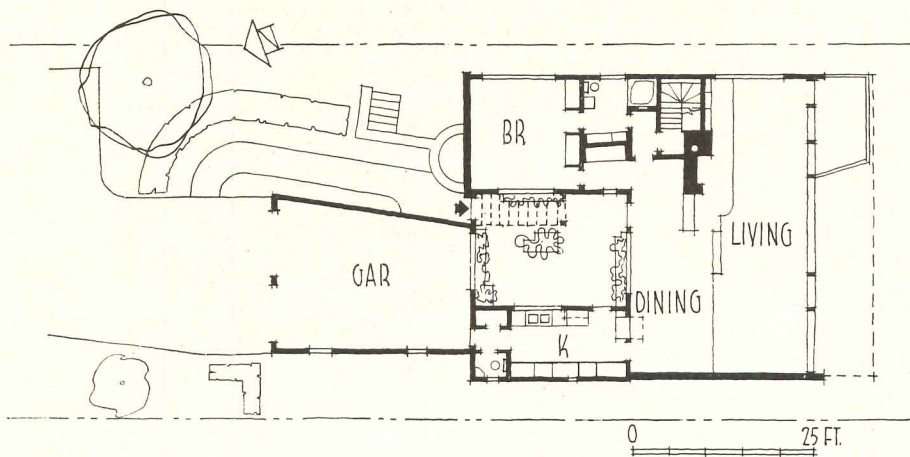 BR
LIVING
GAR
DINING
K
0 25 FT.